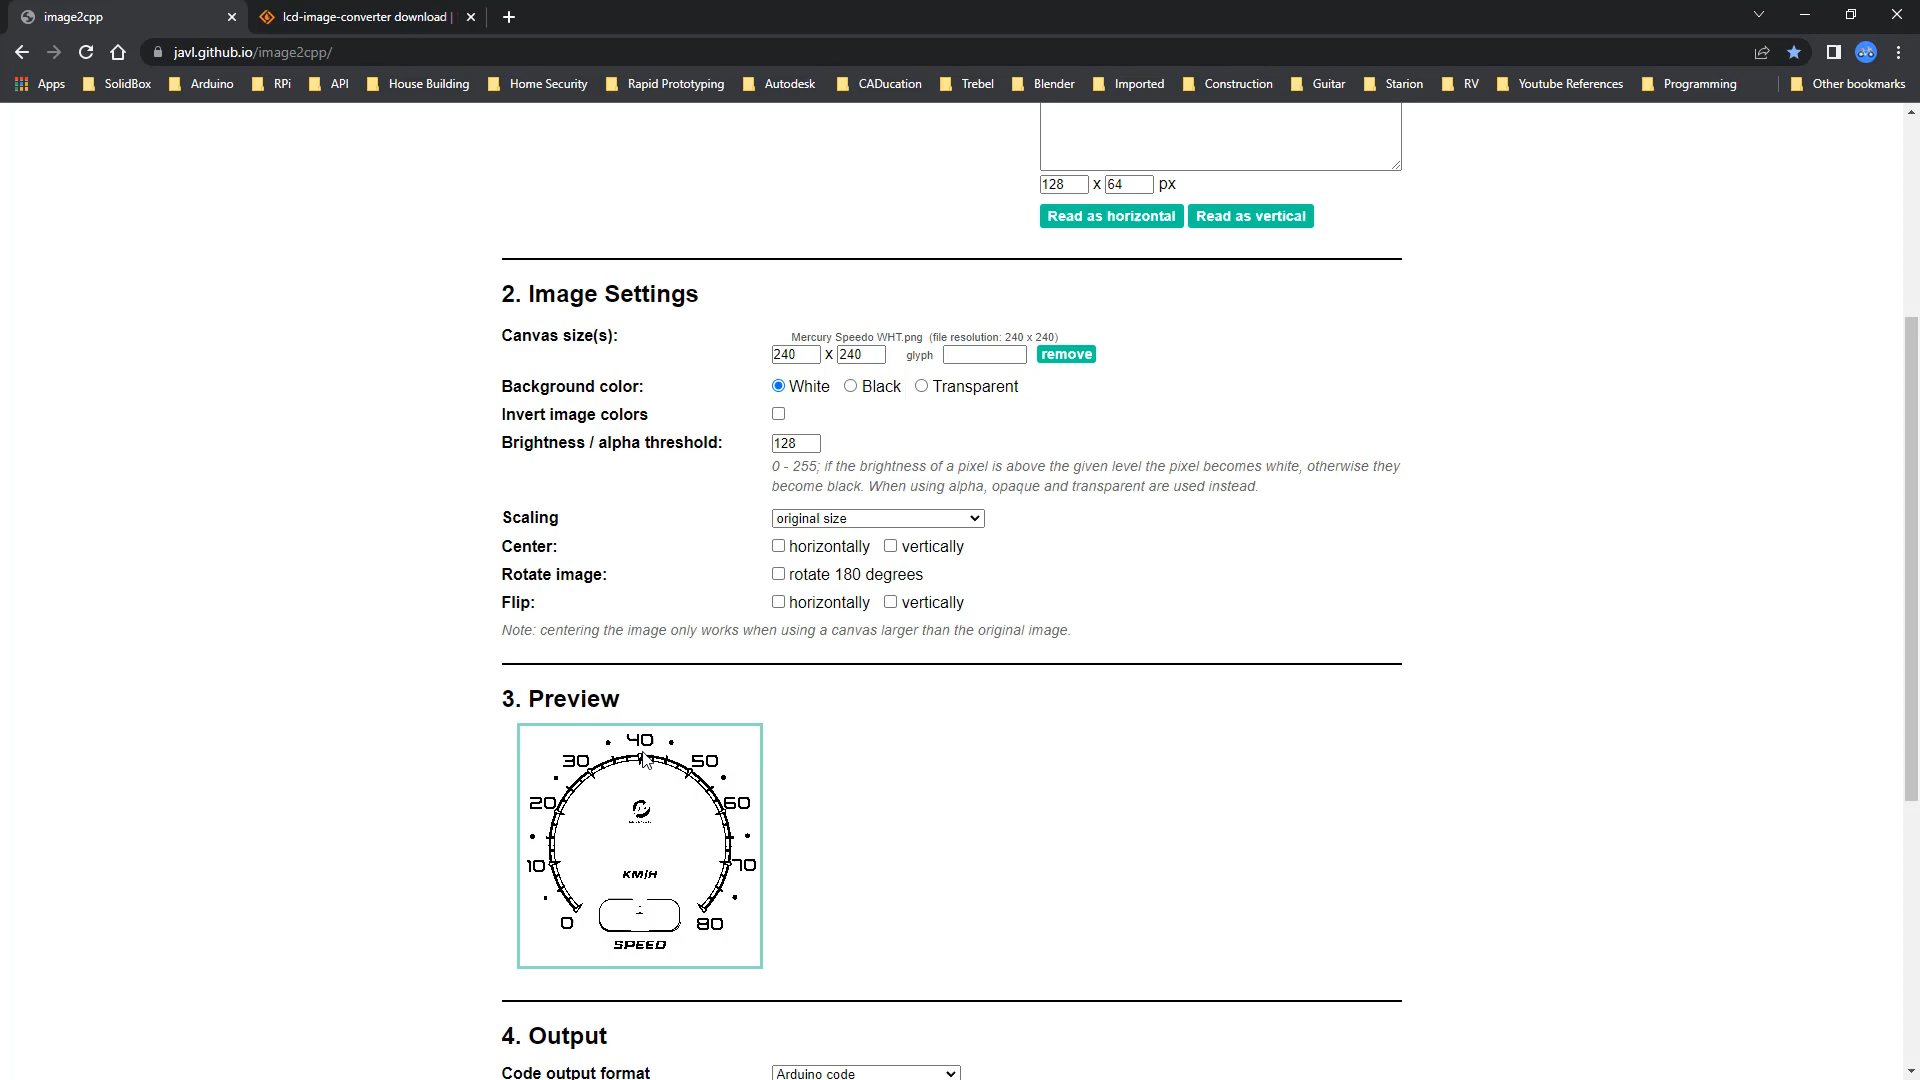 image2cpp
lcd-image-converter download |
javl.github.io/image2cpp/
Apps SolidBox Arduino RPi API House Building Home Security Rapid Prototyping Autodesk CADucation Trebel Blender Imported Construction Guitar Starion RV Youtube References Programming Other bookmarks
128 x 64 px
Read as horizontal Read as vertical
2. Image Settings
Canvas size(s):
Mercury Speedo WHT.png (file resolution: 240 x 240)
240 x 240 glyph remove
Background color: White Black Transparent
Invert image colors
Brightness / alpha threshold: 128
0 - 255; if the brightness of a pixel is above the given level the pixel becomes white, otherwise they
become black. When using alpha, opaque and transparent are used instead.
Scaling original size
Center: horizontally vertically
Rotate image: rotate 180 degrees
Flip: horizontally vertically
Note: centering the image only works when using a canvas larger than the original image.
3. Preview
40
30 50
20 60
10 70
KM/H
0 80
SPEED
4. Output
Code output format Arduino code